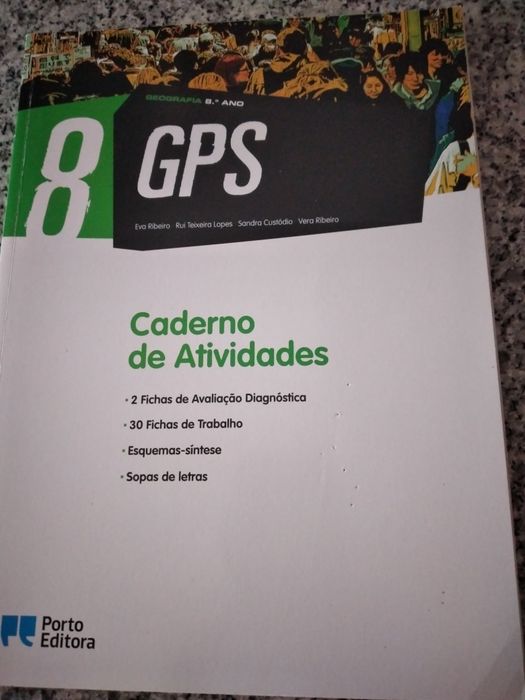 GEOGRAFIA 8.º ANO
8 GPS
Eva Ribeiro Rui Teixeira Lopes Sandra Custódio Vera Ribeiro
Caderno
de Atividades
• 2 Fichas de Avaliação Diagnóstica
• 30 Fichas de Trabalho
• Esquemas-síntese
• Sopas de letras
Porto
Editora